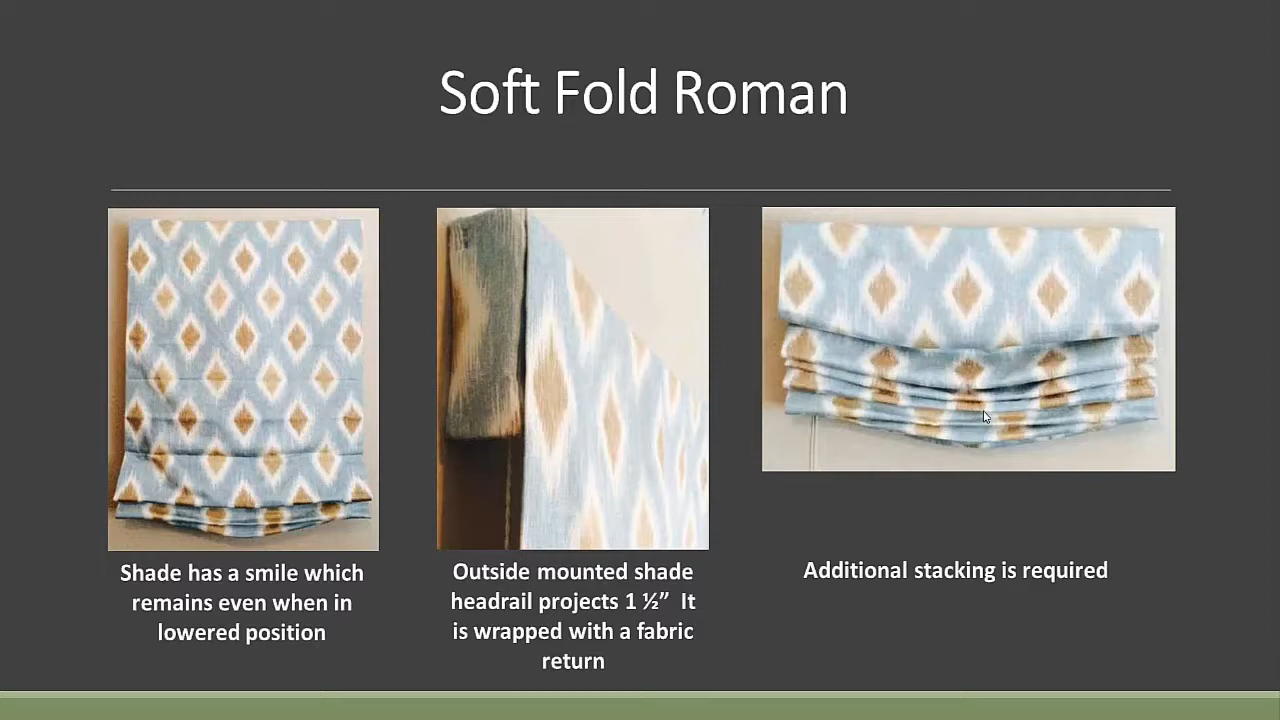 Soft Fold Roman
Shade has a smile which
remains even when in
lowered position
Outside mounted shade
headrail projects 1 ½” It
is wrapped with a fabric
return
Additional stacking is required